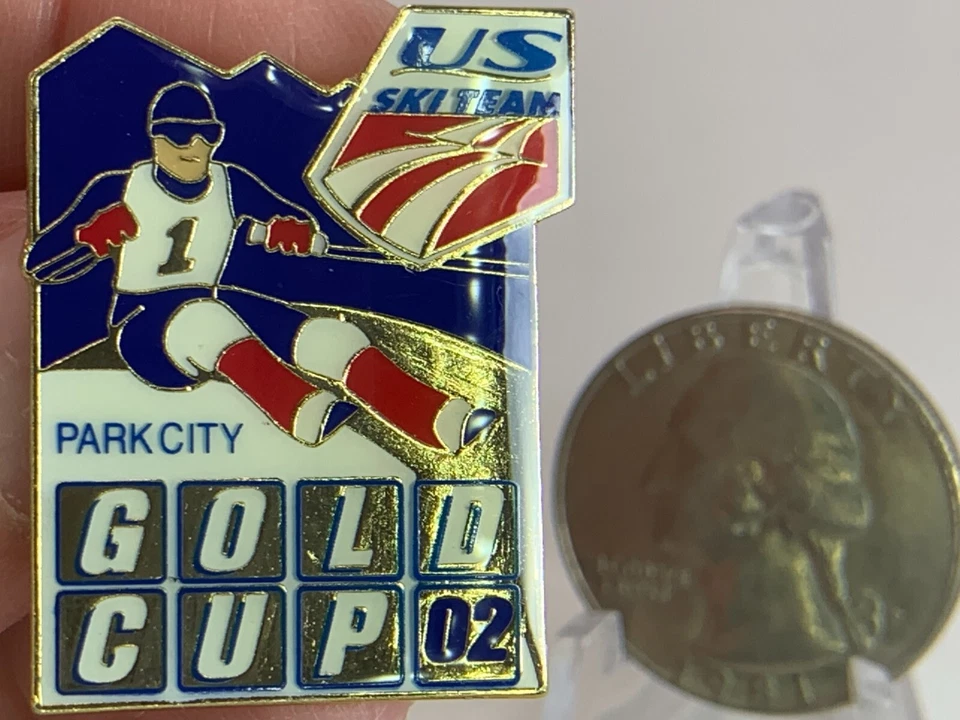 US
SKI TEAM
1
PARK CITY
GOLD
CUP 02
LIBERTY